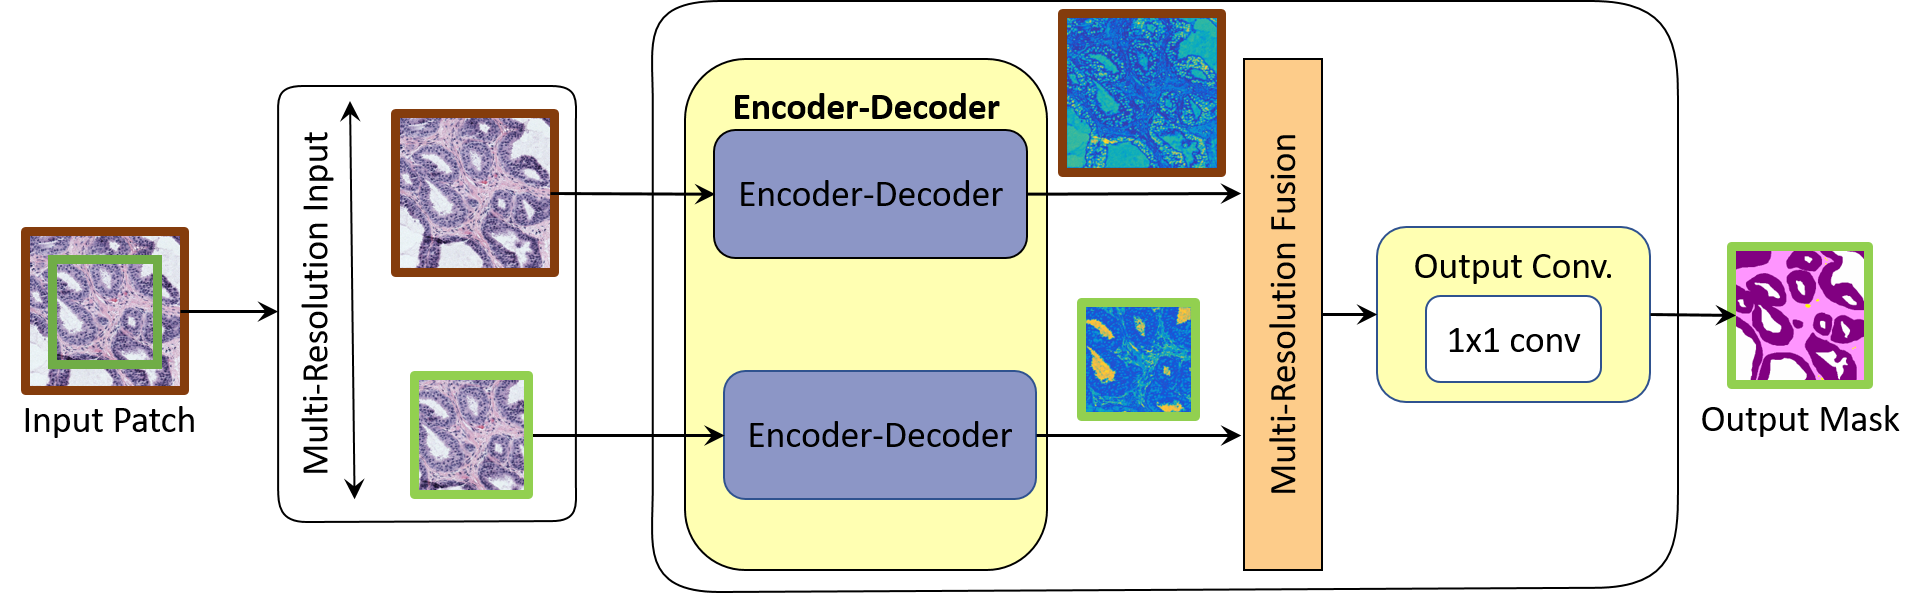 Input Patch
Multi-Resolution Input
Encoder-Decoder
Encoder-Decoder
Encoder-Decoder
Multi-Resolution Fusion
Output Conv.
1x1 conv
Output Mask